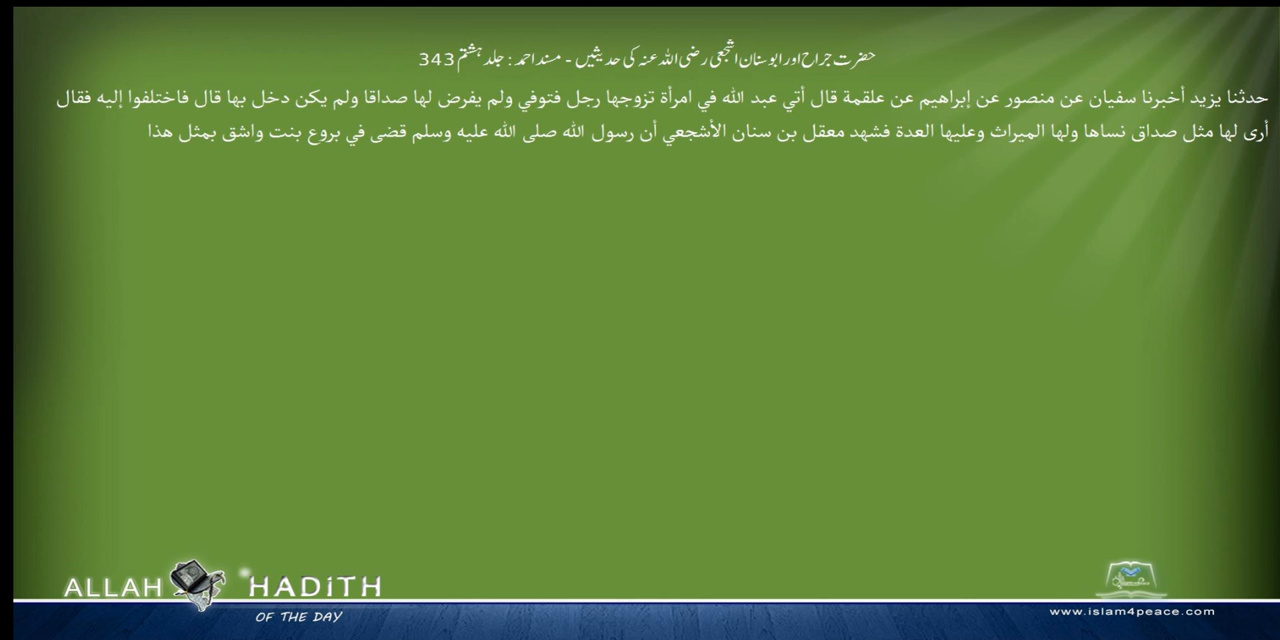 حضرت جراح اور ابوسنان اشجعی رضی اللہ عنہ کی حدیثیں - مسند احمد : جلد ہشتم 343
حدثنا يزيد أخبرنا سفيان عن منصور عن إبراهيم عن علقمة قال أتي عبد الله في امرأة تزوجها رجل فتوفي ولم يفرض لها صداقا ولم يكن دخل بها قال فاختلفوا إليه فقال
أرى لها مثل صداق نساها ولها الميراث وعليها العدة فشهد معقل بن سنان الأشجعي أن رسول الله صلى الله عليه وسلم قضى في بروع بنت واشق بمثل هذا
ALLAH HADITH
OF THE DAY
www.islam4peace.com